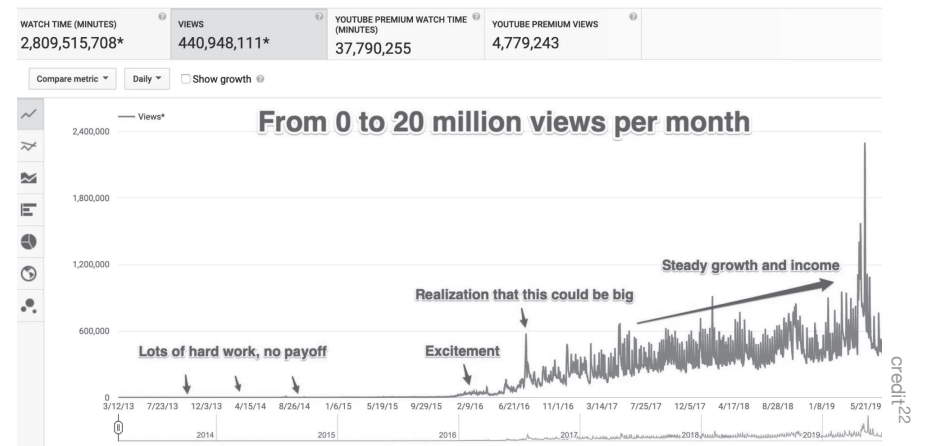 WATCH TIME (MINUTES)
2,809,515,708*
VIEWS
440,948,111*
YOUTUBE PREMIUM WATCH TIME
(MINUTES)
37,790,255
YOUTUBE PREMIUM VIEWS
4,779,243
Compare metric
Daily
Show growth
Views*
From 0 to 20 million views per month
2,400,000
1,800,000
1,200,000
600,000
0
Steady growth and income
Realization that this could be big
Lots of hard work, no payoff
Excitement
3/12/13 7/23/13 12/3/13 4/15/14 8/26/14 1/6/15 5/19/15 9/29/15 2/9/16 6/21/16 11/1/16 3/14/17 7/25/17 12/5/17 4/17/18 8/28/18 1/8/19 5/21/19
2014 2015 2016 2017 2018 2019
credit22